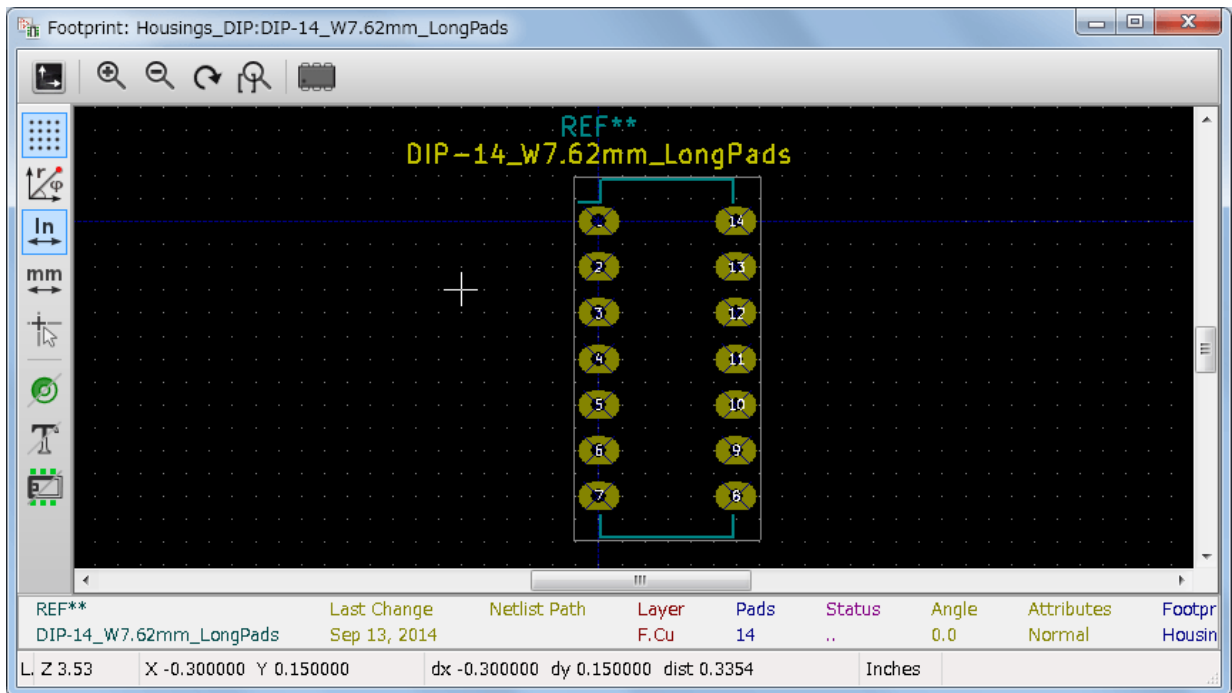 Footprint: Housings_DIP:DIP-14_W7.62mm_LongPads
In
mm
REF**
DIP-14_W7.62mm_LongPads
1 14
2 13
3 12
4 11
5 10
6 9
7 8
REF** Last Change Netlist Path Layer Pads Status Angle Attributes Footpr
DIP-14_W7.62mm_LongPads Sep 13, 2014 F.Cu 14 .. 0.0 Normal Housin
L. Z 3.53 X -0.300000 Y 0.150000 dx -0.300000 dy 0.150000 dist 0.3354 Inches